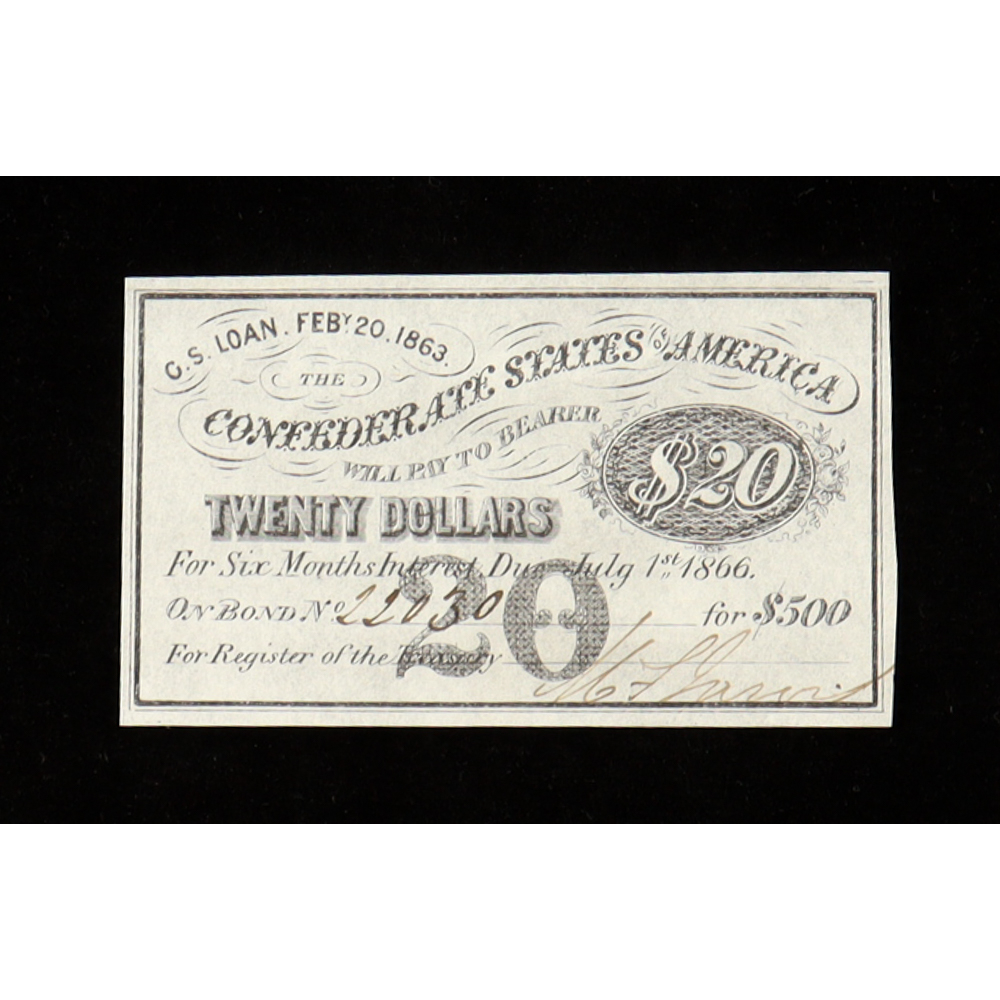 C.S. LOAN. FEBY 20. 1863.
THE
CONFEDERATE STATES OF AMERICA
WILL PAY TO BEARER
$20
TWENTY DOLLARS
For Six Months Interest Due July 1st 1866.
ON BOND No 22030 for $500
For Register of the Treasury
20